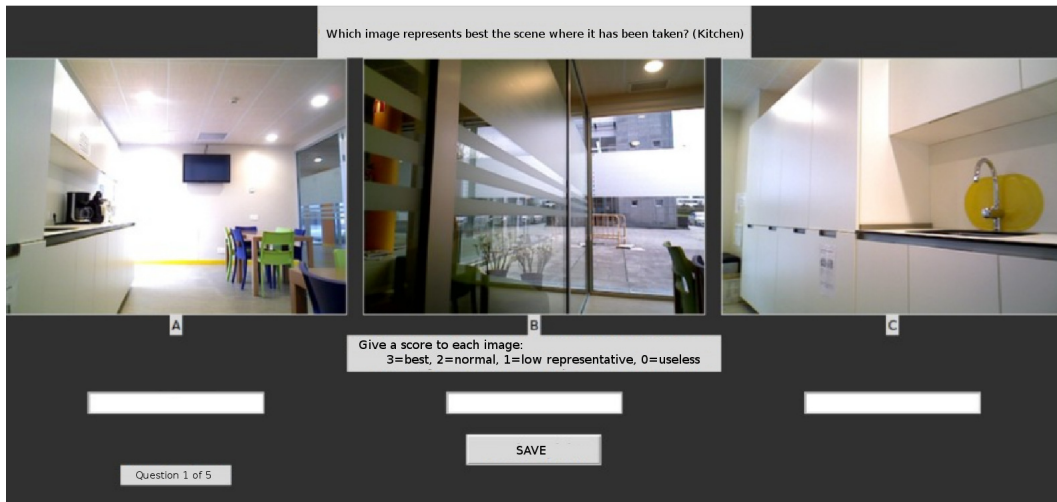 Which image represents best the scene where it has been taken? (Kitchen)
A
B
C
Give a score to each image:
3=best, 2=normal, 1=low representative, 0=useless
SAVE
Question 1 of 5